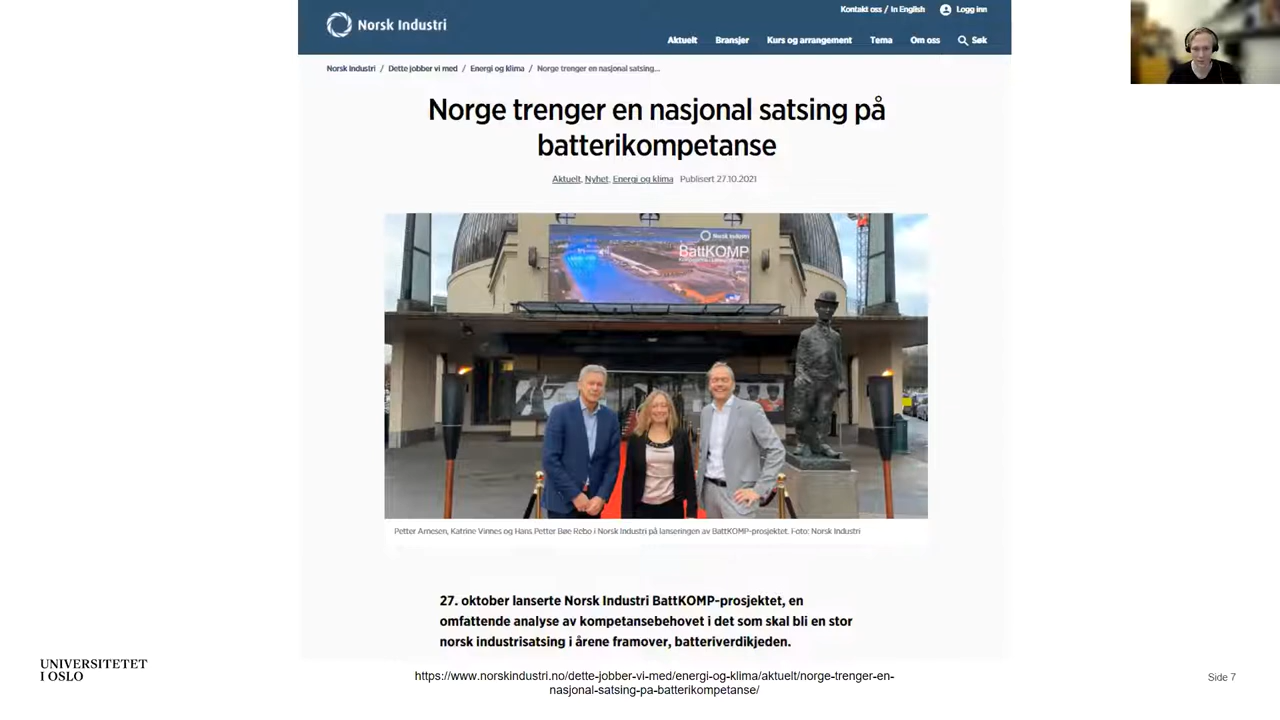 Norsk Industri
Kontakt oss / In English
Logg inn
Aktuelt
Bransjer
Kurs og arrangement
Tema
Om oss
Søk
Norsk Industri / Dette jobber vi med / Energi og klima / Norge trenger en nasjonal satsing...
Norge trenger en nasjonal satsing på
batterikompetanse
Aktuelt, Nyhet, Energi og klima Publisert 27.10.2021
Norsk Industri
BattKOMP
Petter Arnesen, Katrine Vinnes og Hans Petter Bøe Rebo i Norsk Industri på lanseringen av BattKOMP-prosjektet. Foto: Norsk Industri
27. oktober lanserte Norsk Industri BattKOMP-prosjektet, en
omfattende analyse av kompetansebehovet i det som skal bli en stor
norsk industrisatsing i årene framover, batteriverdikjeden.
UNIVERSITETET
I OSLO
https://www.norskindustri.no/dette-jobber-vi-med/energi-og-klima/aktuelt/norge-trenger-en-
nasjonal-satsing-pa-batterikompetanse/
Side 7